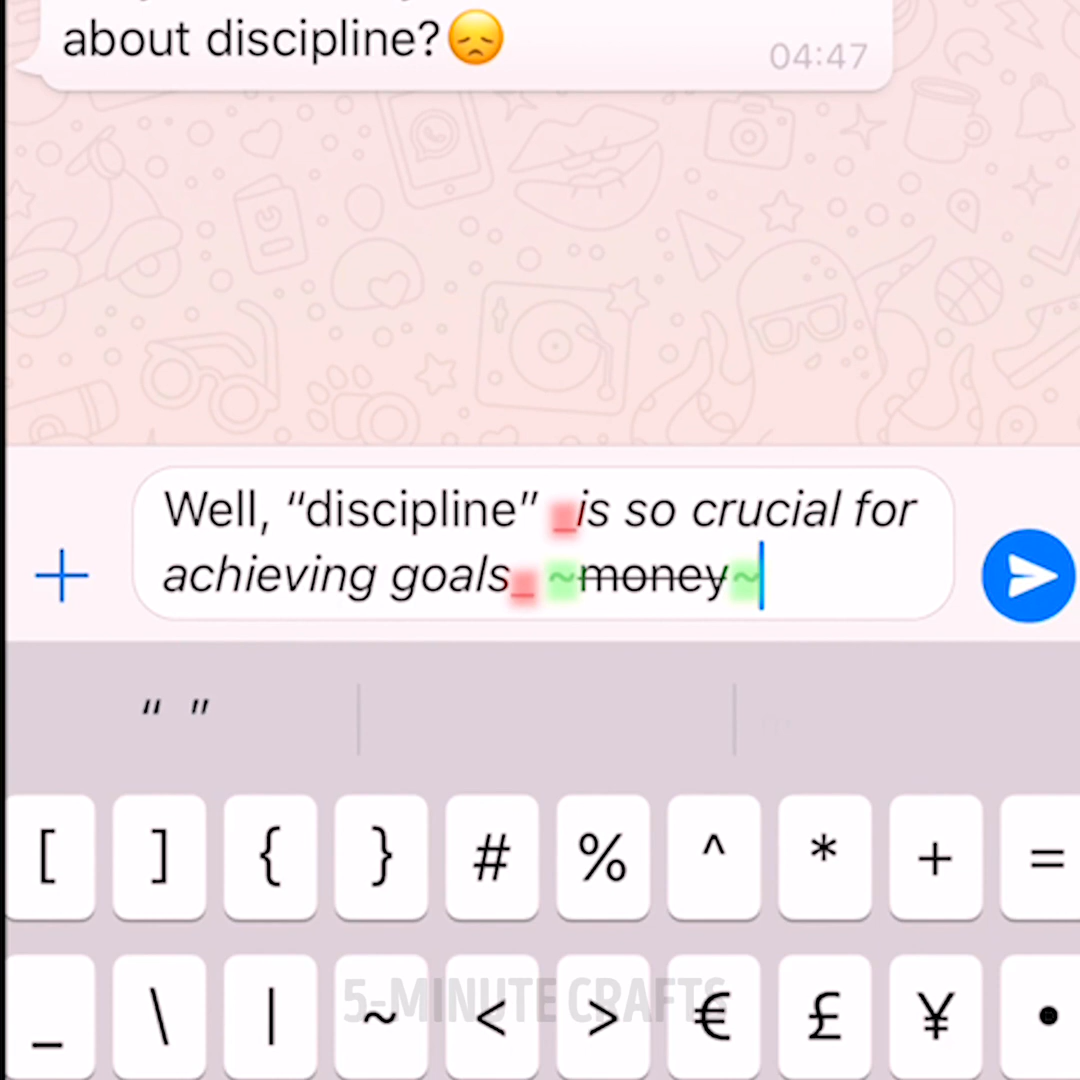 about discipline?😞
04:47
Well, “discipline” _is so crucial for
achieving goals_ ~money~
“ ”
[ ] { } # % ^ * + =
_ \ | ~ < > € £ ¥ •
5-MINUTE CRAFTS